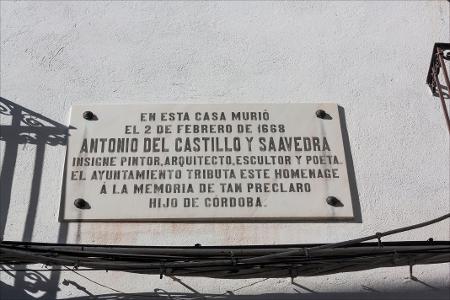 EN ESTA CASA MURIÓ
EL 2 DE FEBRERO DE 1668
ANTONIO DEL CASTILLO Y SAAVEDRA
INSIGNE PINTOR, ARQUITECTO, ESCULTOR Y POETA.
EL AYUNTAMIENTO TRIBUTA ESTE HOMENAGE
Á LA MEMORIA DE TAN PRECLARO
HIJO DE CÓRDOBA.